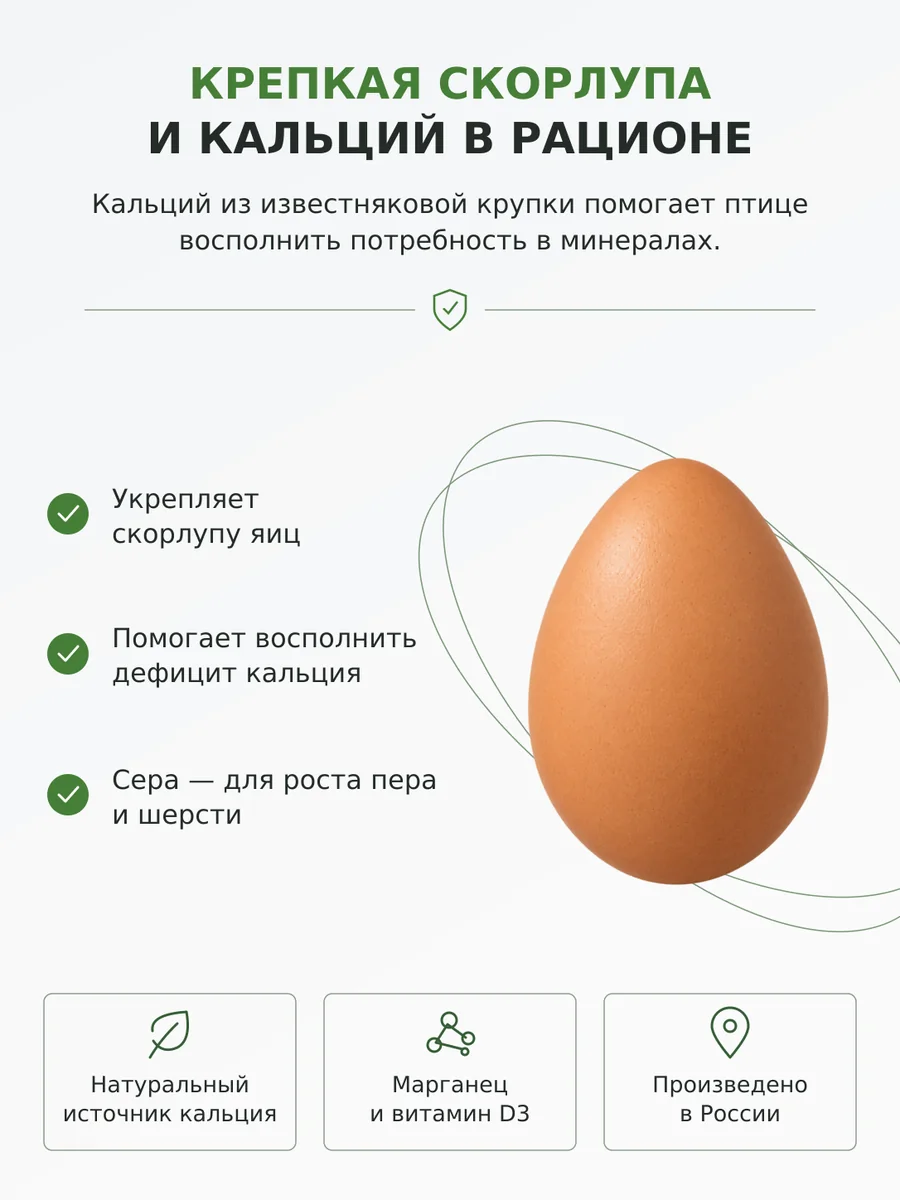 КРЕПКАЯ СКОРЛУПА
И КАЛЬЦИЙ В РАЦИОНЕ
Кальций из известняковой крупки помогает птице
восполнить потребность в минералах.
Укрепляет
скорлупу яиц
Помогает восполнить
дефицит кальция
Сера — для роста пера
и шерсти
Натуральный
источник кальция
Марганец
и витамин D3
Произведено
в России